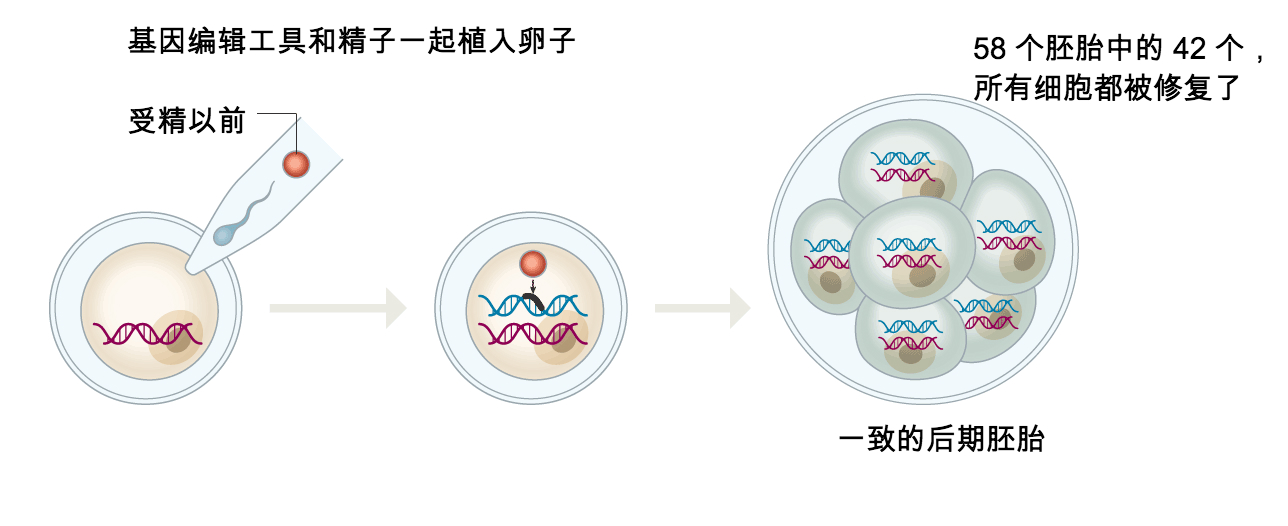 基因编辑工具和精子一起植入卵子
受精以前
58 个胚胎中的 42 个，
所有细胞都被修复了
一致的后期胚胎